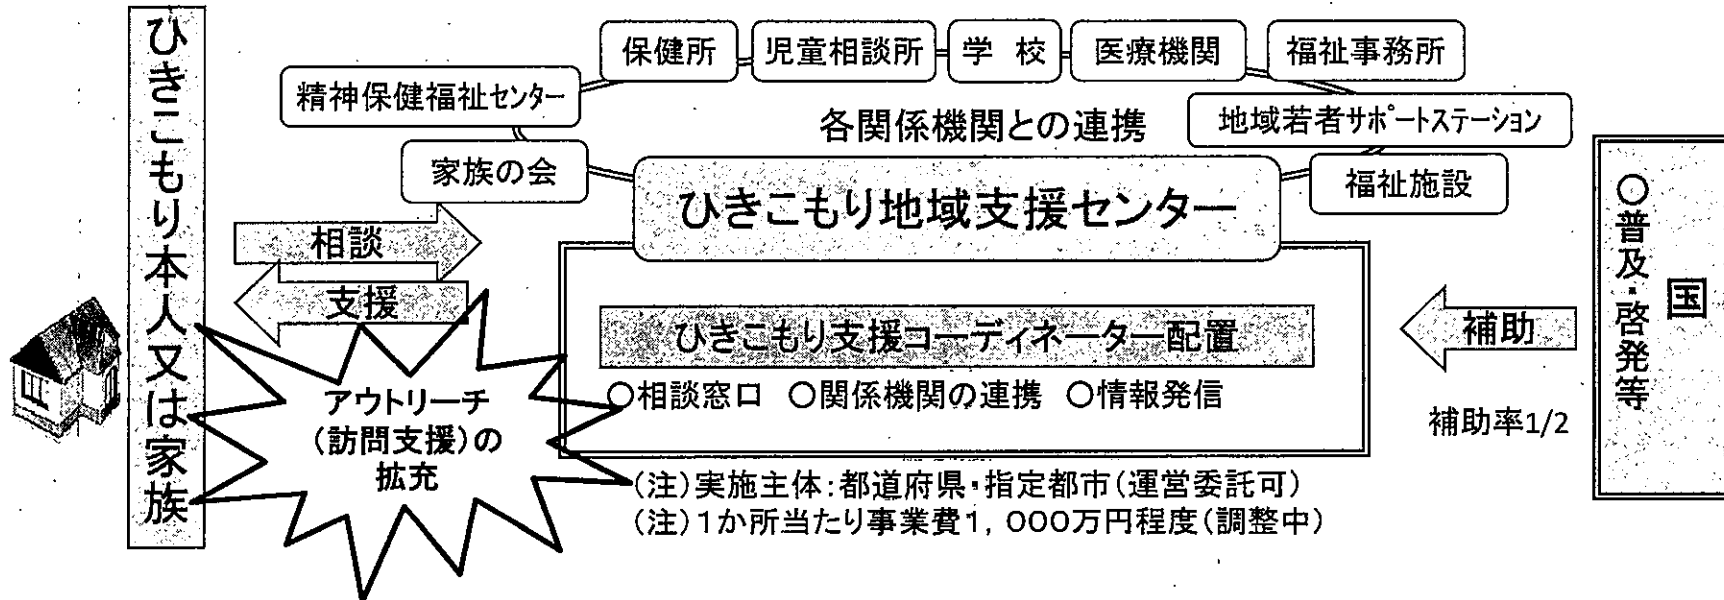 ひきこもり本人又は家族
保健所
児童相談所
学 校
医療機関
福祉事務所
精神保健福祉センター
地域若者サポートステーション
各関係機関との連携
家族の会
福祉施設
ひきこもり地域支援センター
相談
支援
ひきこもり支援コーディネーター配置
○相談窓口 ○関係機関の連携 ○情報発信
アウトリーチ
(訪問支援)の
拡充
(注)実施主体:都道府県・指定都市(運営委託可)
(注)1か所当たり事業費1,000万円程度(調整中)
補助
補助率1/2
国
○普及・啓発等